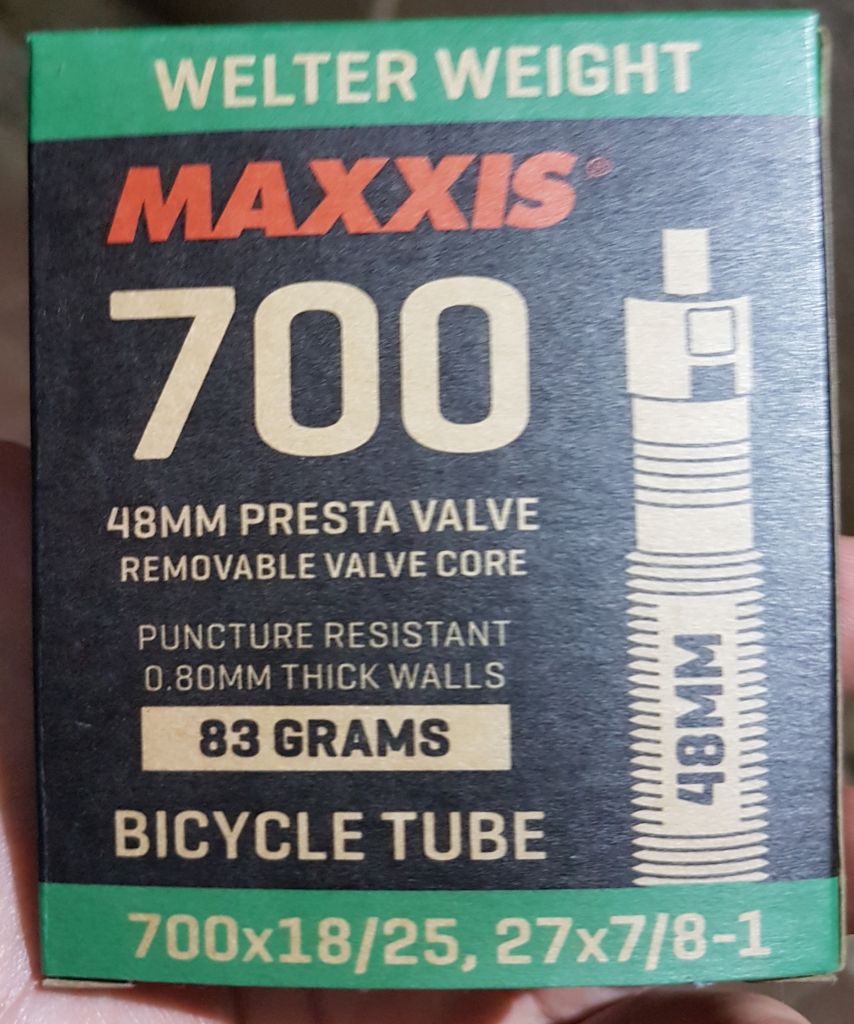 WELTER WEIGHT
MAXXIS®
700
48MM PRESTA VALVE
REMOVABLE VALVE CORE
PUNCTURE RESISTANT
0.80MM THICK WALLS
83 GRAMS
BICYCLE TUBE
48MM
700x18/25, 27x7/8-1